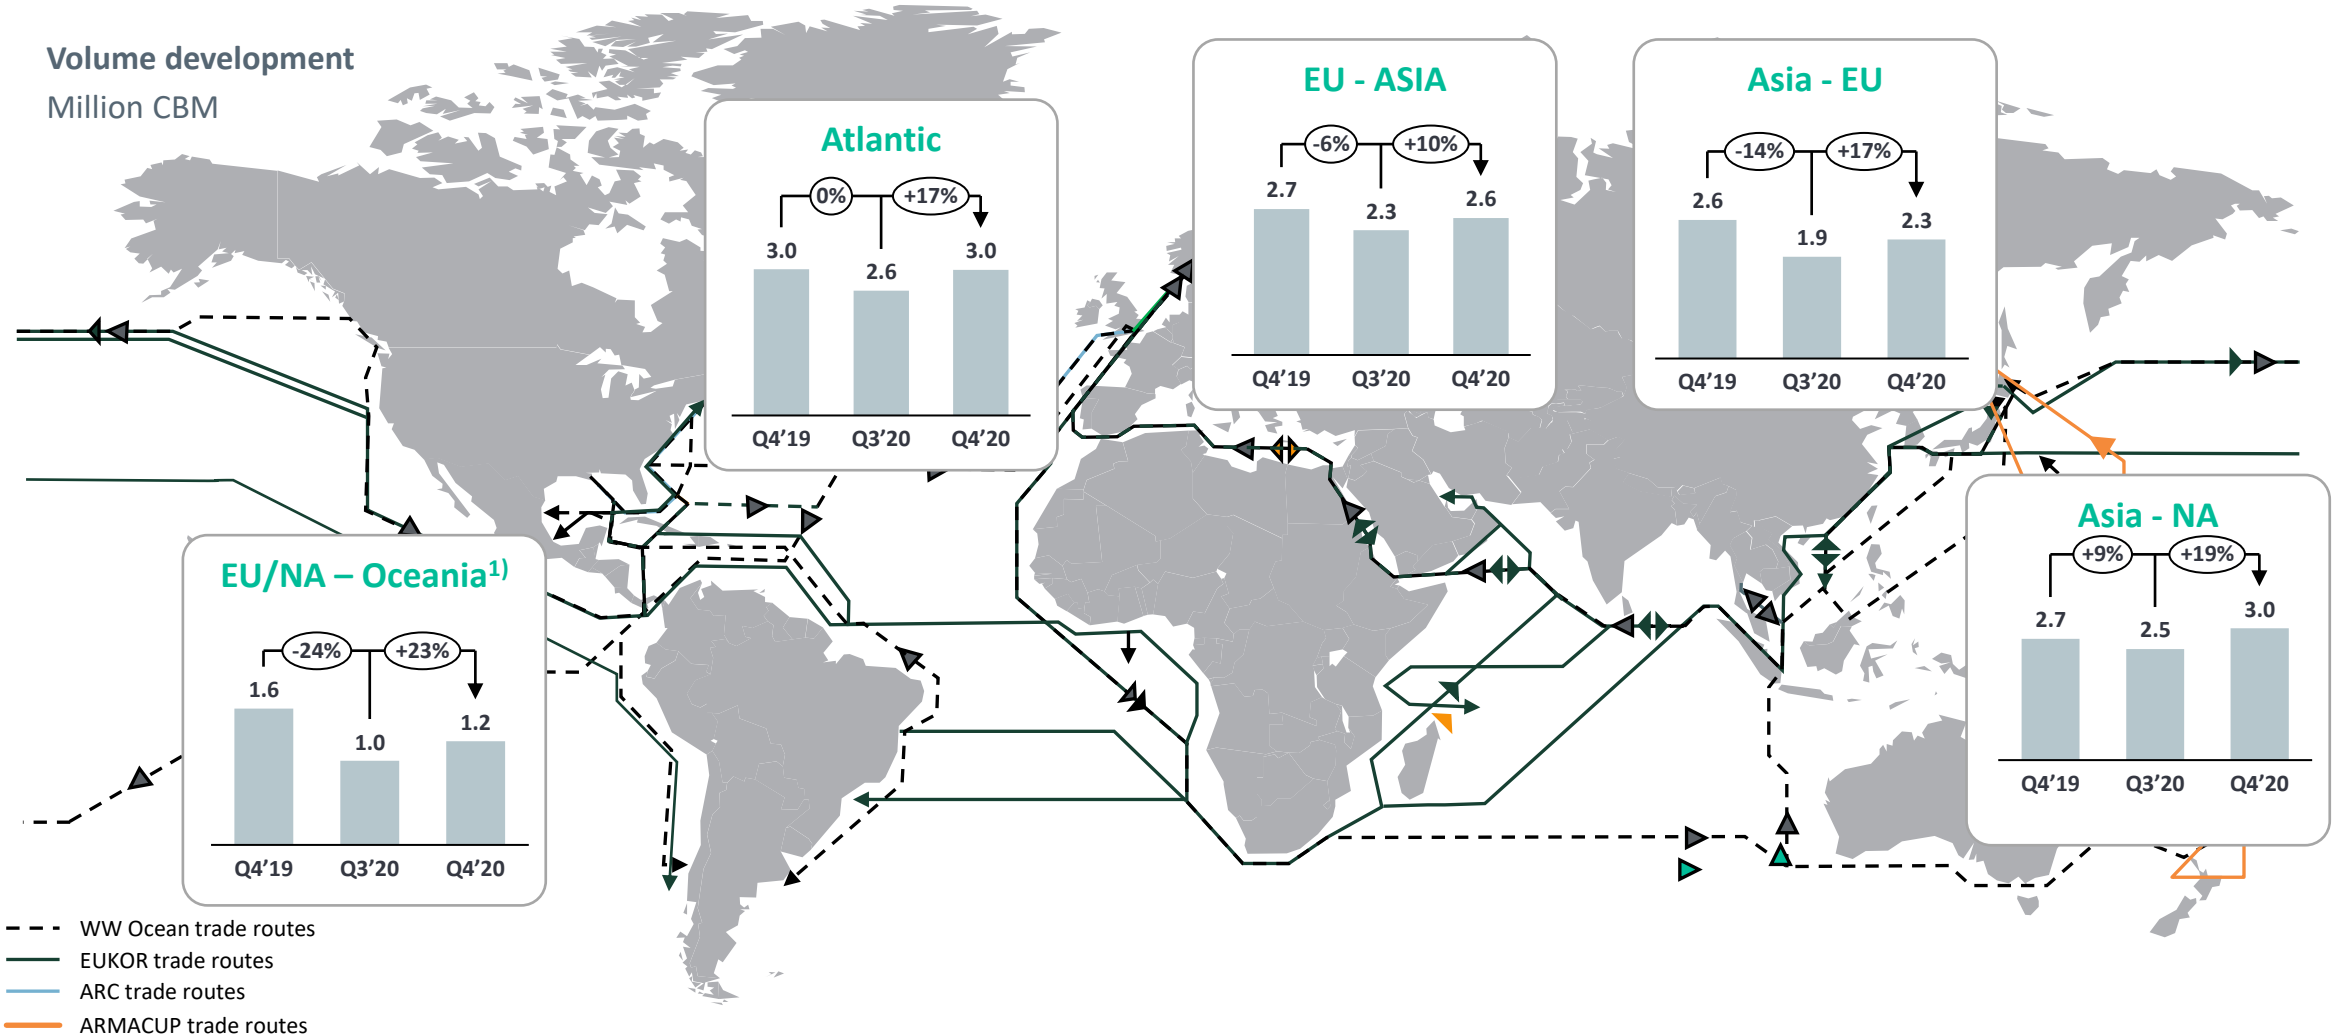 Volume development
Million CBM
Atlantic
0%
+17%
3.0
2.6
3.0
Q4’19
Q3’20
Q4’20
EU - ASIA
-6%
+10%
2.7
2.3
2.6
Q4’19
Q3’20
Q4’20
Asia - EU
-14%
+17%
2.6
1.9
2.3
Q4’19
Q3’20
Q4’20
EU/NA – Oceania1)
-24%
+23%
1.6
1.0
1.2
Q4’19
Q3’20
Q4’20
Asia - NA
+9%
+19%
2.7
2.5
3.0
Q4’19
Q3’20
Q4’20
WW Ocean trade routes
EUKOR trade routes
ARC trade routes
ARMACUP trade routes